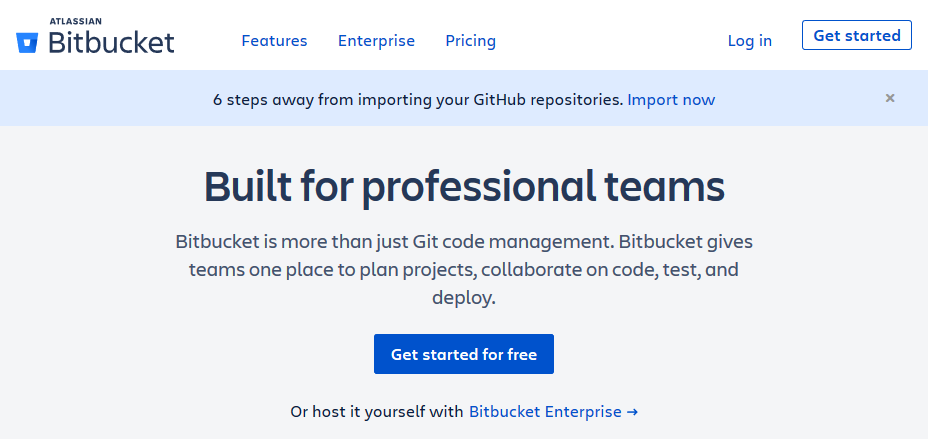 ATLASSIAN
Bitbucket
Features Enterprise Pricing Log in Get started
6 steps away from importing your GitHub repositories. Import now ×
Built for professional teams
Bitbucket is more than just Git code management. Bitbucket gives
teams one place to plan projects, collaborate on code, test, and
deploy.
Get started for free
Or host it yourself with Bitbucket Enterprise →